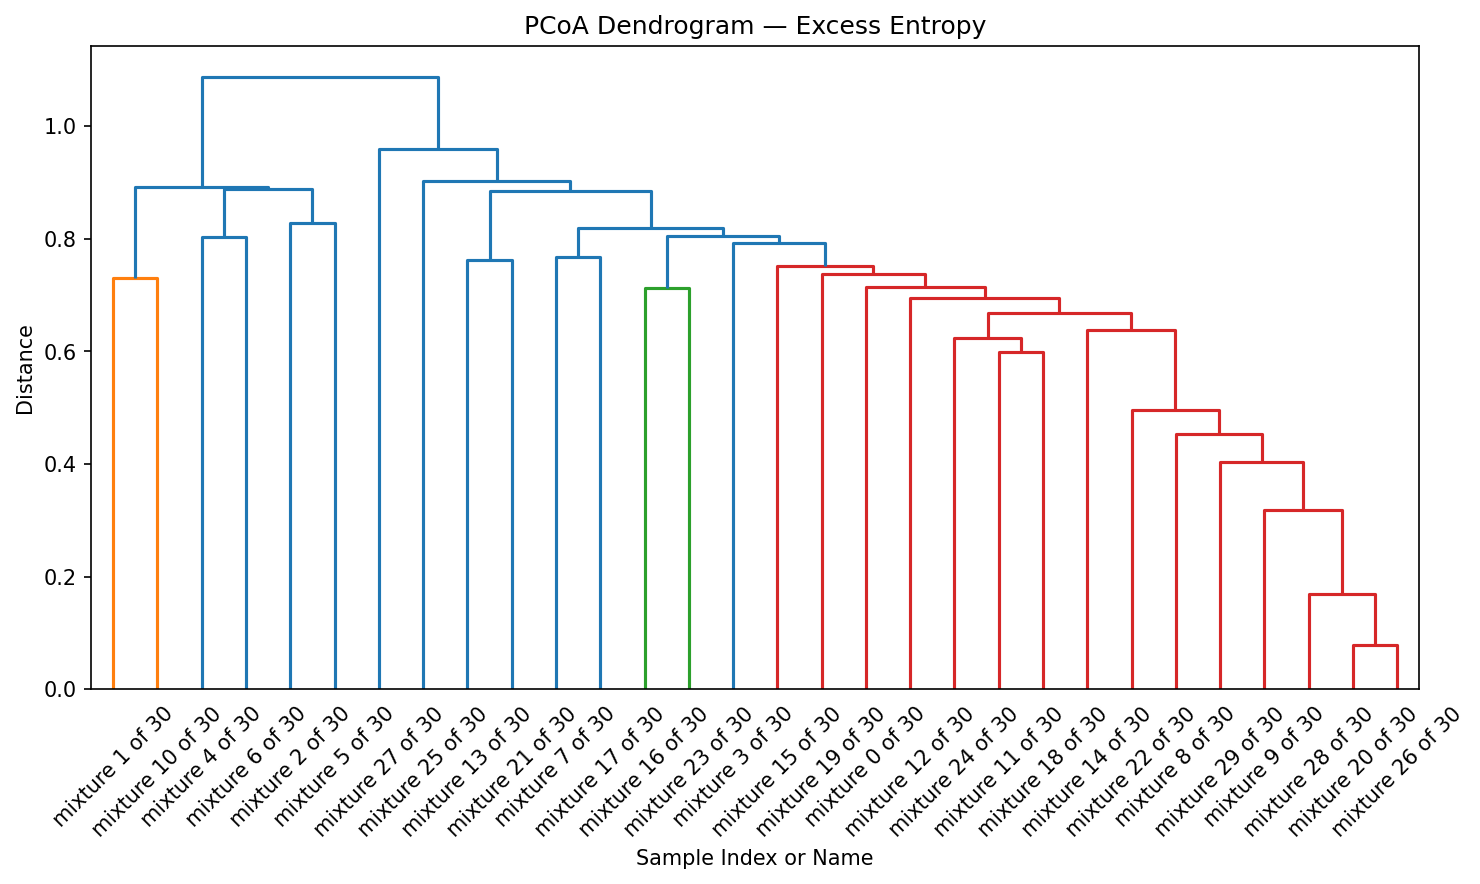 PCoA Dendrogram — Excess Entropy
Distance
1.0
0.8
0.6
0.4
0.2
0.0
mixture 1 of 30
mixture 10 of 30
mixture 4 of 30
mixture 6 of 30
mixture 2 of 30
mixture 5 of 30
mixture 27 of 30
mixture 25 of 30
mixture 13 of 30
mixture 21 of 30
mixture 7 of 30
mixture 17 of 30
mixture 16 of 30
mixture 23 of 30
mixture 3 of 30
mixture 15 of 30
mixture 19 of 30
mixture 0 of 30
mixture 12 of 30
mixture 24 of 30
mixture 11 of 30
mixture 18 of 30
mixture 14 of 30
mixture 22 of 30
mixture 8 of 30
mixture 29 of 30
mixture 9 of 30
mixture 28 of 30
mixture 20 of 30
mixture 26 of 30
Sample Index or Name